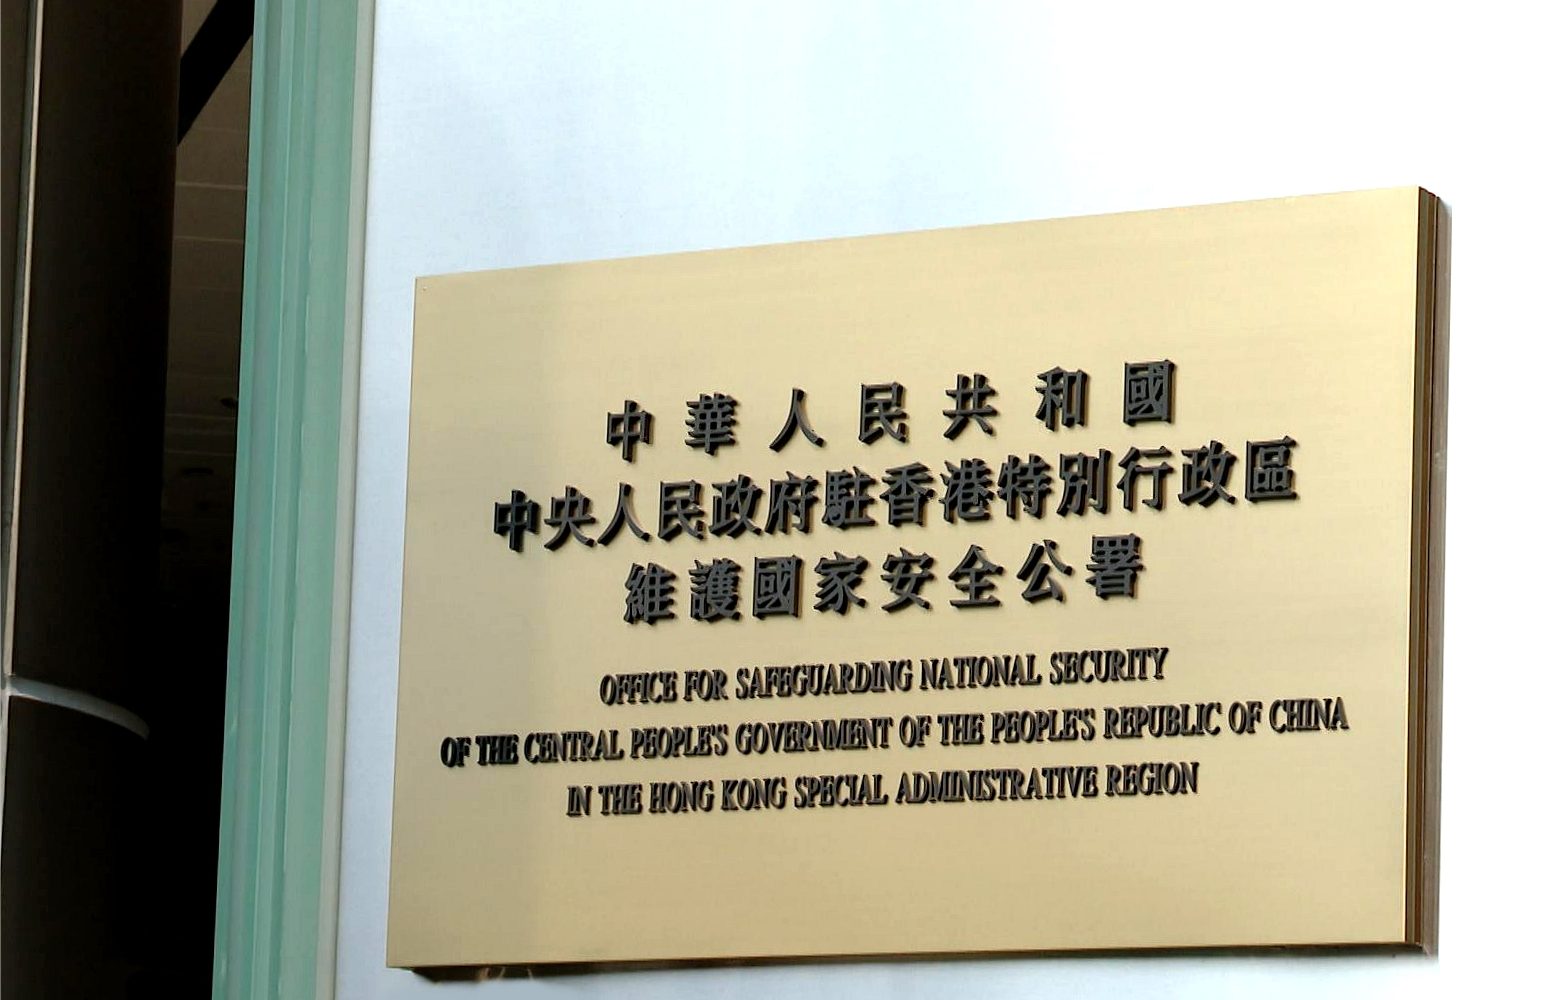 中華人民共和國
中央人民政府駐香港特別行政區
維護國家安全公署
OFFICE FOR SAFEGUARDING NATIONAL SECURITY
OF THE CENTRAL PEOPLE'S GOVERNMENT OF THE PEOPLE'S REPUBLIC OF CHINA
IN THE HONG KONG SPECIAL ADMINISTRATIVE REGION